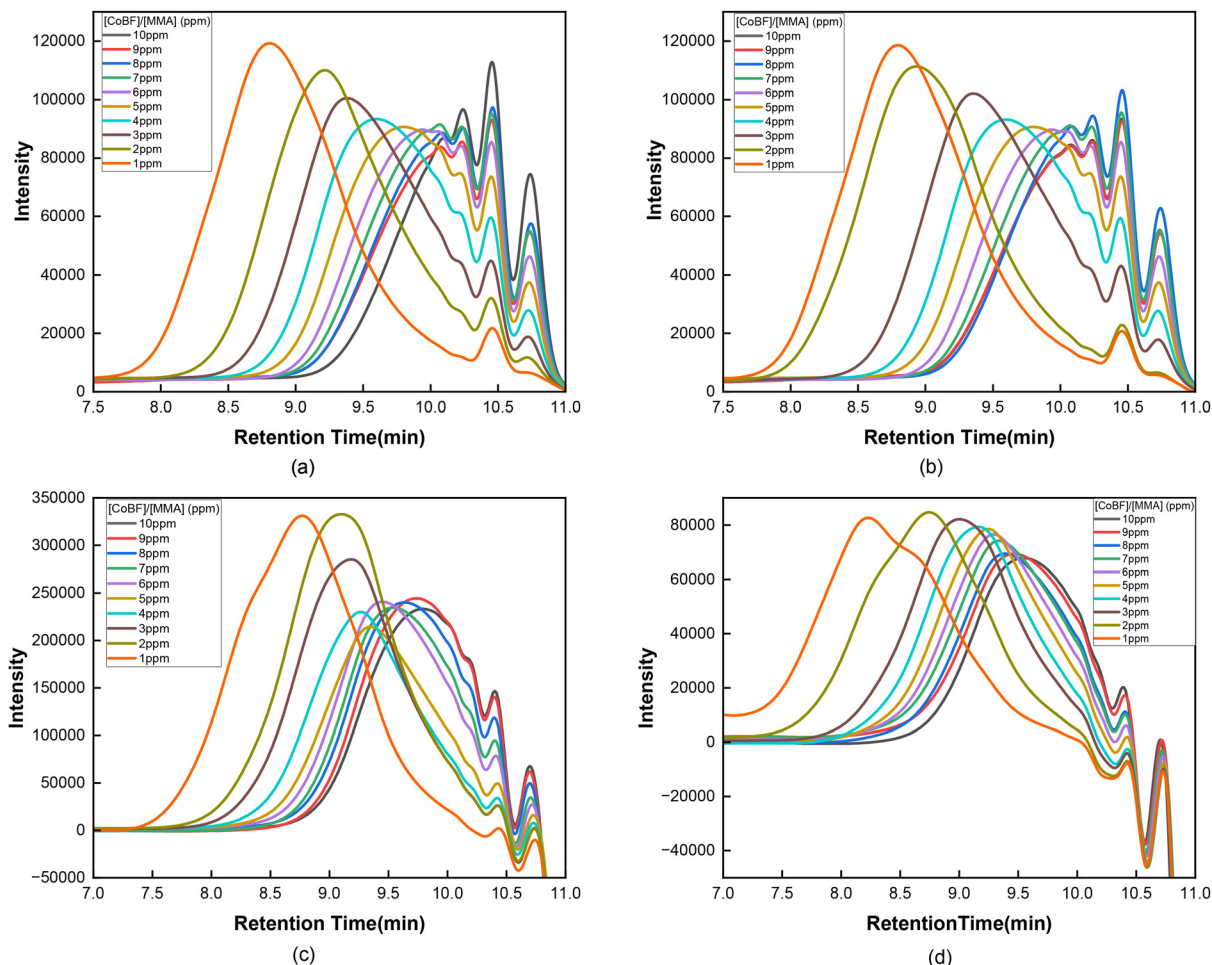 [CoBF]/[MMA] (ppm)
10ppm
9ppm
8ppm
7ppm
6ppm
5ppm
4ppm
3ppm
2ppm
1ppm
120000
100000
80000
60000
40000
20000
0
Intensity
7.5 8.0 8.5 9.0 9.5 10.0 10.5 11.0
Retention Time(min)
(a)
[CoBF]/[MMA] (ppm)
10ppm
9ppm
8ppm
7ppm
6ppm
5ppm
4ppm
3ppm
2ppm
1ppm
120000
100000
80000
60000
40000
20000
0
Intensity
7.5 8.0 8.5 9.0 9.5 10.0 10.5 11.0
Retention Time(min)
(b)
[CoBF]/[MMA] (ppm)
10ppm
9ppm
8ppm
7ppm
6ppm
5ppm
4ppm
3ppm
2ppm
1ppm
350000
300000
250000
200000
150000
100000
50000
0
−50000
Intensity
7.0 7.5 8.0 8.5 9.0 9.5 10.0 10.5 11.0
Retention Time(min)
(c)
[CoBF]/[MMA] (ppm)
10ppm
9ppm
8ppm
7ppm
6ppm
5ppm
4ppm
3ppm
2ppm
1ppm
80000
60000
40000
20000
0
−20000
−40000
Intensity
7.0 7.5 8.0 8.5 9.0 9.5 10.0 10.5 11.0
RetentionTime(min)
(d)